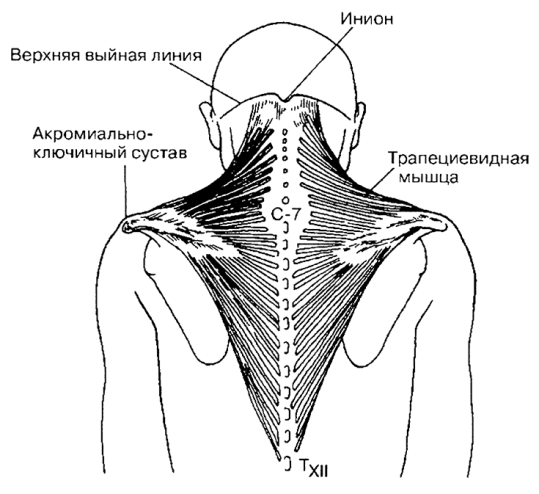 Инион
Верхняя выйная линия
Акромиально-
ключичный сустав
Трапециевидная
мышца
C-7
TXII